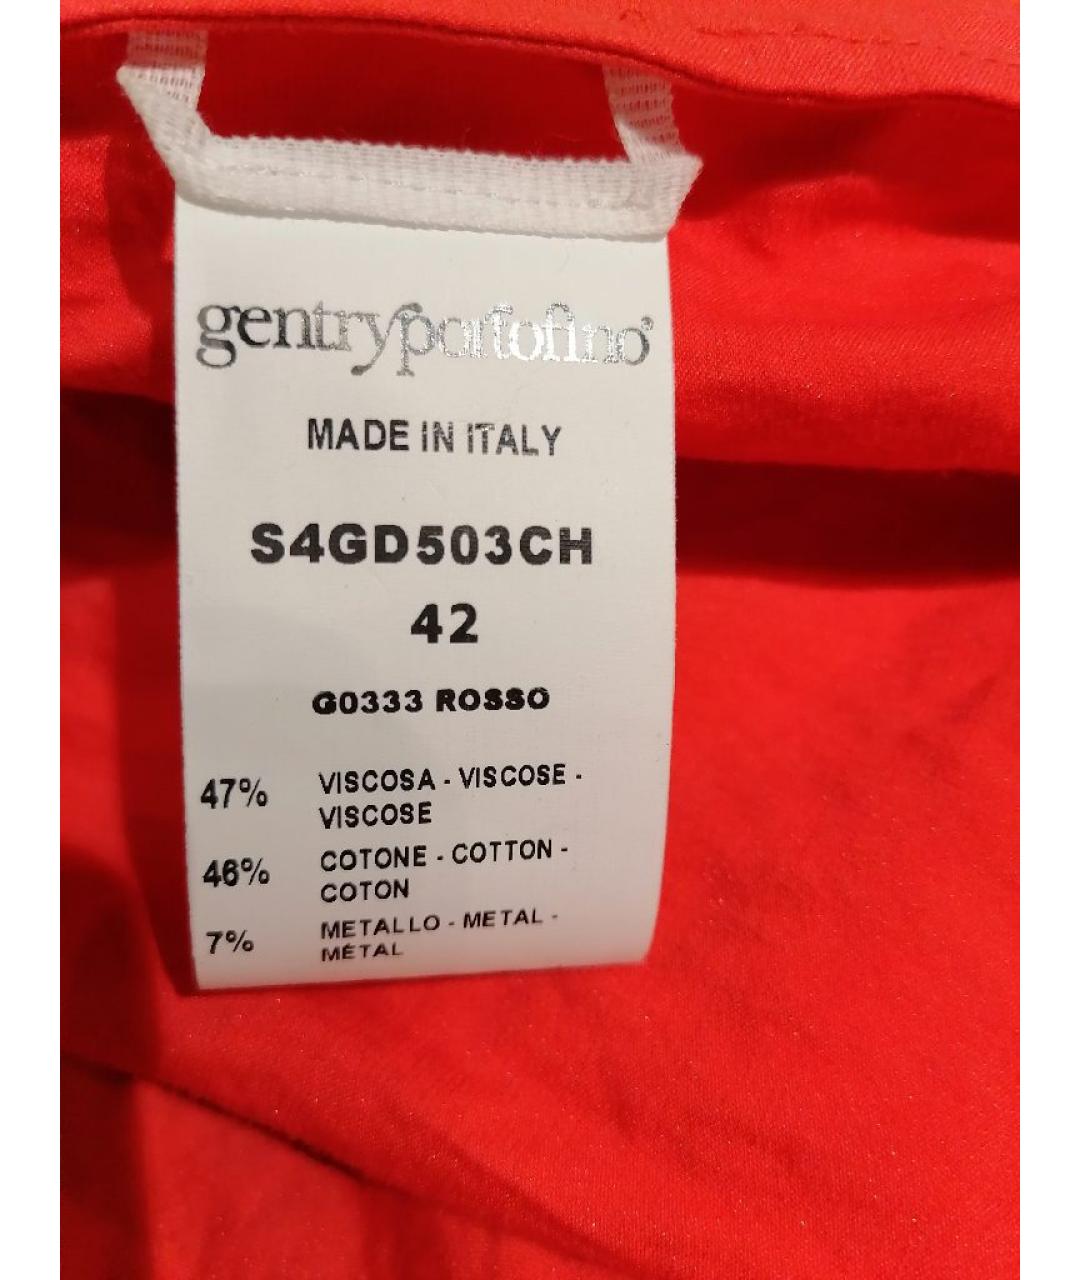 gentryportofino®
MADE IN ITALY
S4GD503CH
42
G0333 ROSSO
47% VISCOSA - VISCOSE -
VISCOSE
46% COTONE - COTTON -
COTON
7% METALLO - METAL -
MÉTAL